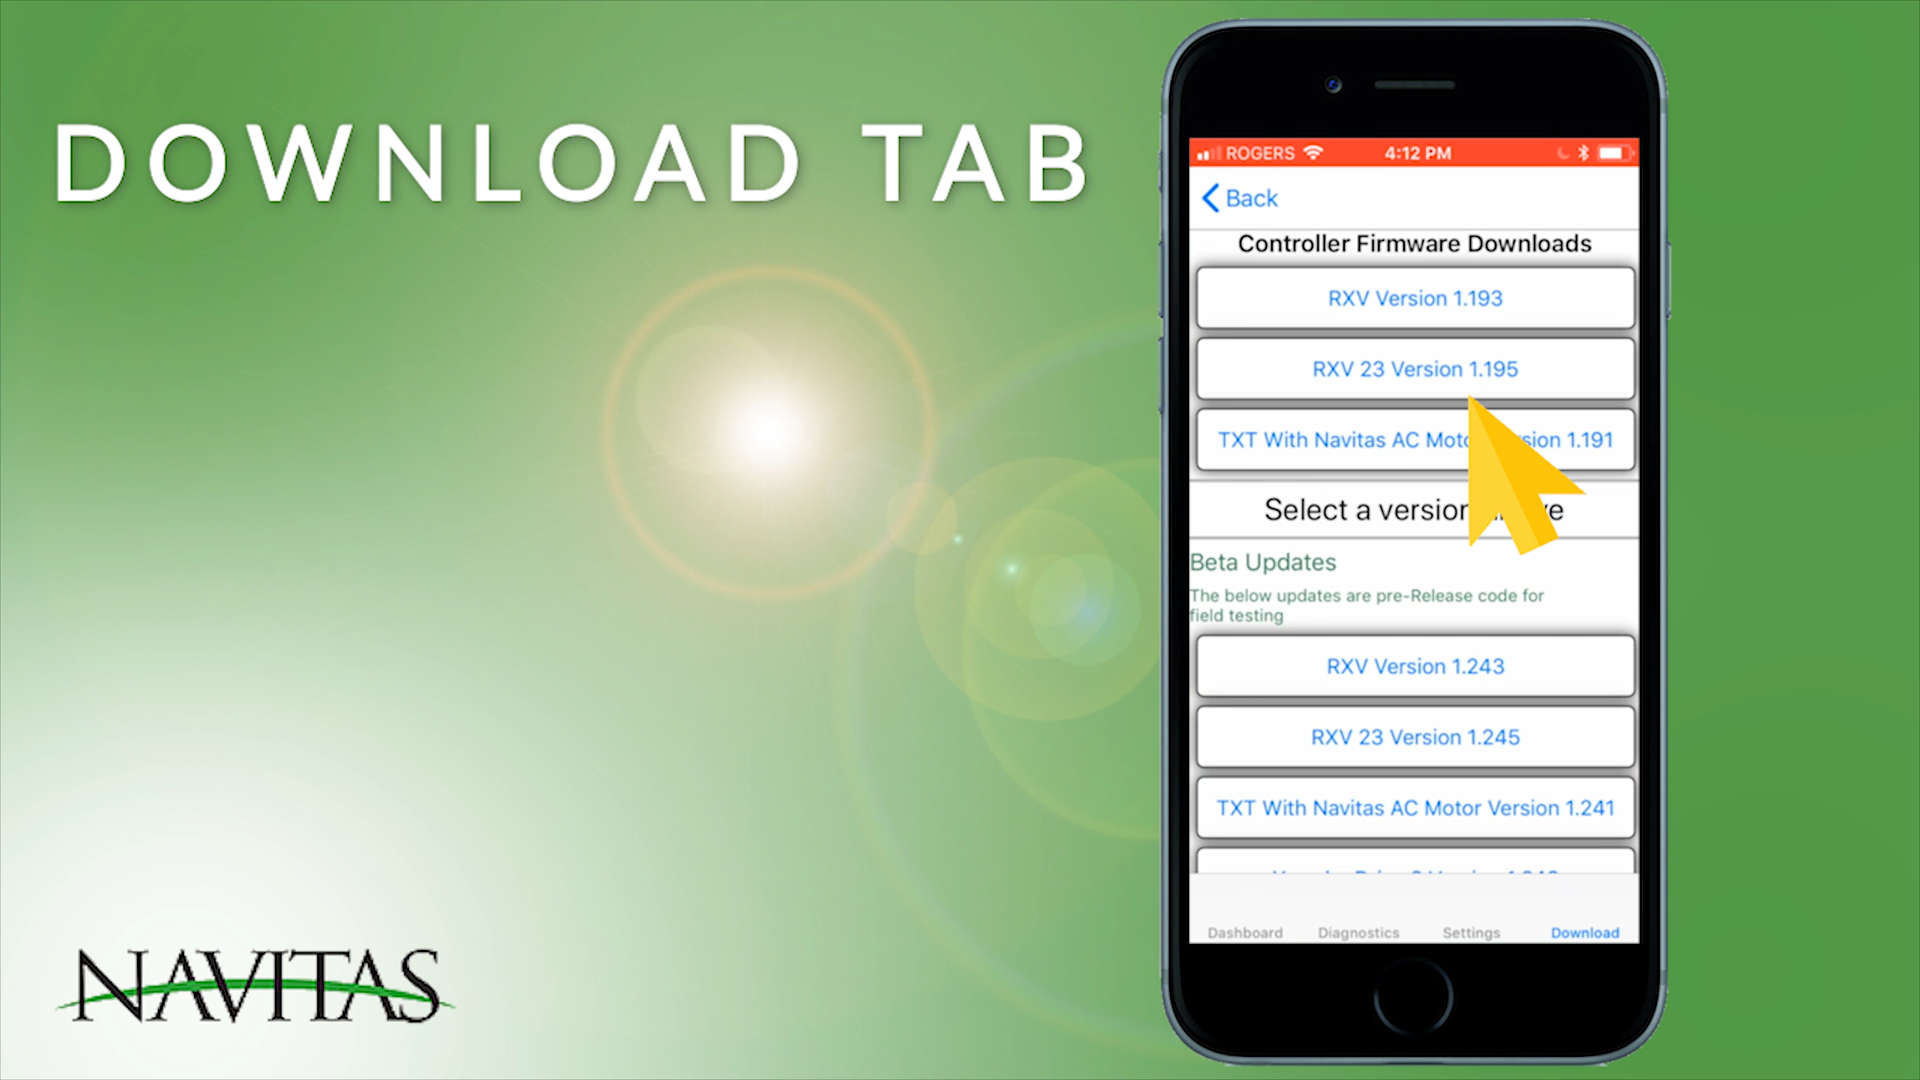 DOWNLOAD TAB
ROGERS 4:12 PM
Back
Controller Firmware Downloads
RXV Version 1.193
RXV 23 Version 1.195
TXT With Navitas AC 1.191
Select a
Beta Updates
The below updates are pre-Release code for
field testing
RXV Version 1.243
RXV 23 Version 1.245
TXT With Navitas AC Motor Version 1.241
Dashboard Diagnostics Settings Download
NAVITAS